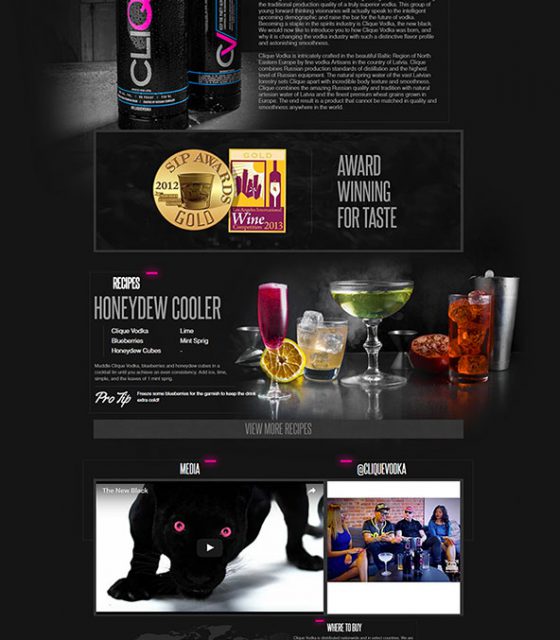 CLIQ
CV
the traditional production quality of a truly superior vodka. This group of
young forward thinking visionaries will actually speak to the intelligent
upcoming demographic and raise the bar for the future of vodka.
Becoming a staple in the spirits industry is Clique Vodka, the new black.
We would now like to introduce you to how Clique Vodka was born, and
why it is changing the vodka industry with such a distinctive flavor profile
and astonishing smoothness.
Clique Vodka is intricately crafted in the beautiful Baltic Region of North
Eastern Europe by fine vodka Artisans in the country of Latvia. Clique
Vodka combines Russian production standards of distillation and the highest
level of Russian equipment. The natural spring water of the vast Latvian
forestry sets Clique apart with incredible body texture and smoothness.
Clique combines the amazing Russian quality and tradition with natural
artesian water of Latvia and the finest premium wheat grains grown in
Europe. The end result is a product that cannot be matched in quality and
smoothness anywhere in the world.
SIP AWARDS
2012
GOLD
GOLD
Los Angeles International
Wine
Competition 2013
AWARD
WINNING
FOR TASTE
RECIPES
HONEYDEW COOLER
Clique Vodka Lime
Blueberries Mint Sprig
Honeydew Cubes -
Muddle Clique Vodka, blueberries and honeydew cubes in a
cocktail tin until you achieve an even consistency. Add ice, lime,
simple, and the leaves of 1 mint sprig.
Pro Tip Freeze some blueberries for the garnish to keep the drink
extra cold!
VIEW MORE RECIPES
MEDIA
@CLIQUEVODKA
The New Black
WHERE TO BUY
Clique Vodka is distributed nationwide and in select countries. We are